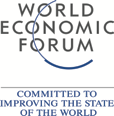 WORLD
ECONOMIC
FORUM
COMMITTED TO
IMPROVING THE STATE
OF THE WORLD